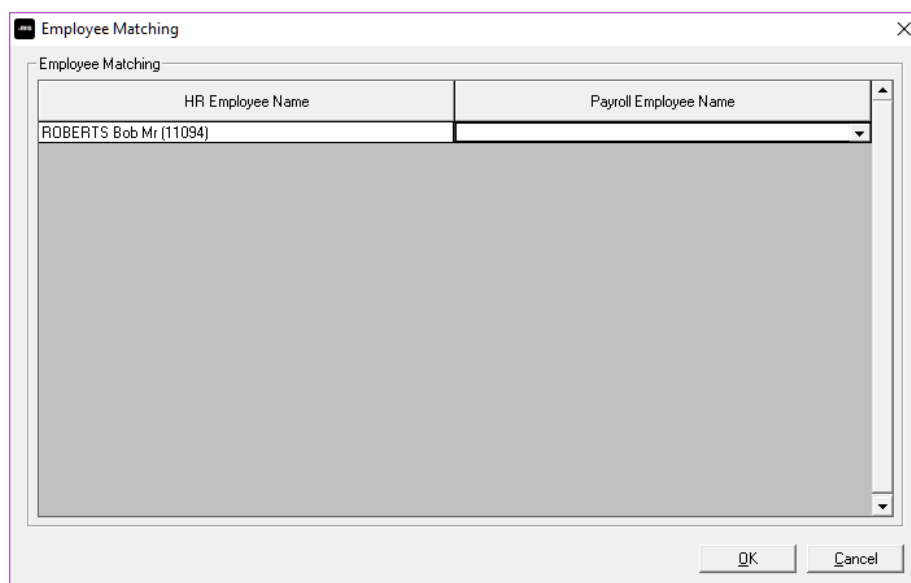 Employee Matching
Employee Matching
HR Employee Name Payroll Employee Name
ROBERTS Bob Mr (11094)
OK Cancel